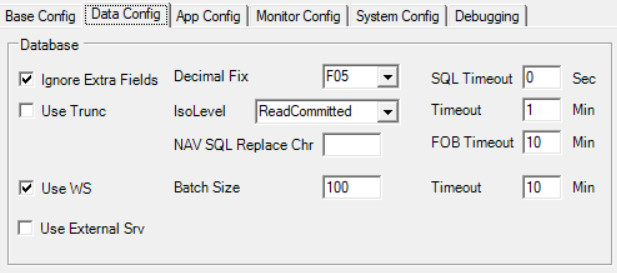 Base Config Data Config App Config Monitor Config System Config Debugging
Database
Ignore Extra Fields Decimal Fix F05 SQL Timeout 0 Sec
Use Trunc IsoLevel ReadCommitted Timeout 1 Min
NAV SQL Replace Chr FOB Timeout 10 Min
Use WS Batch Size 100 Timeout 10 Min
Use External Srv